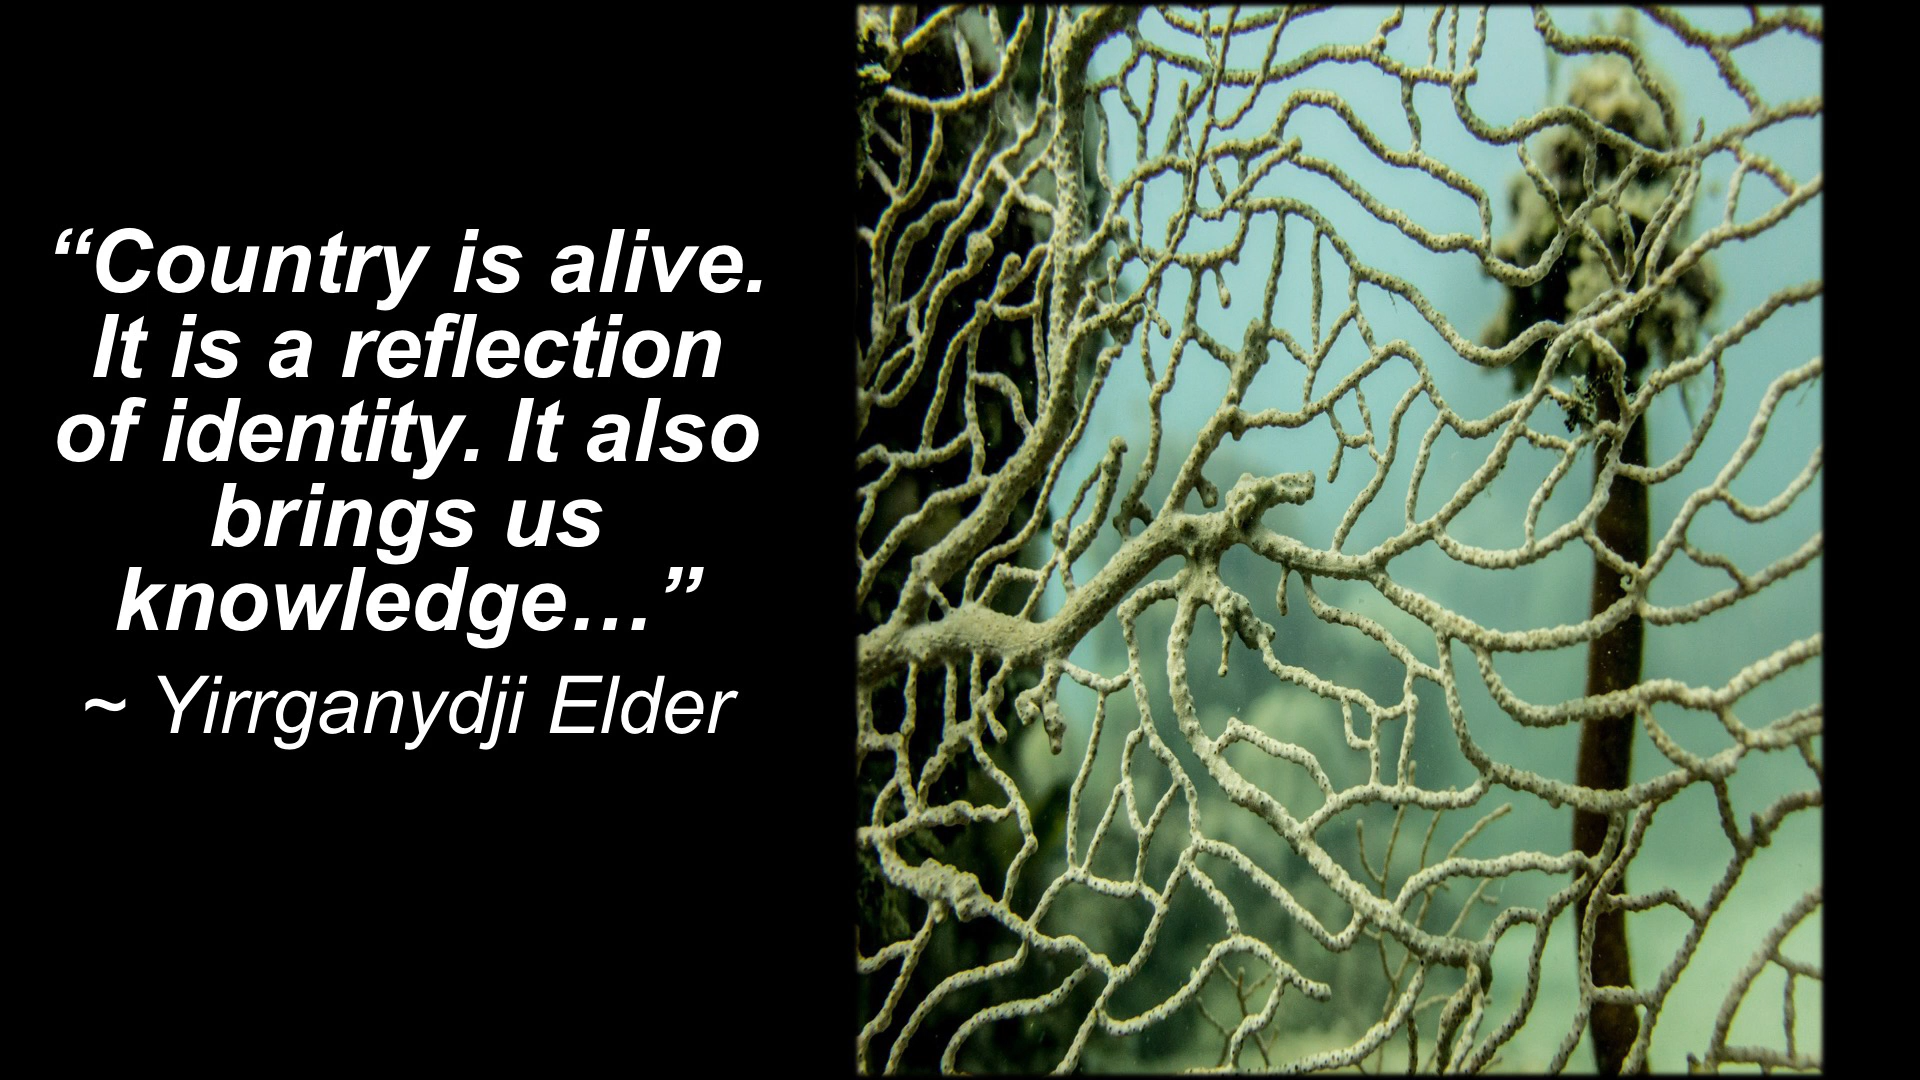 “Country is alive.
It is a reflection
of identity. It also
brings us
knowledge…”
~ Yirrganydji Elder